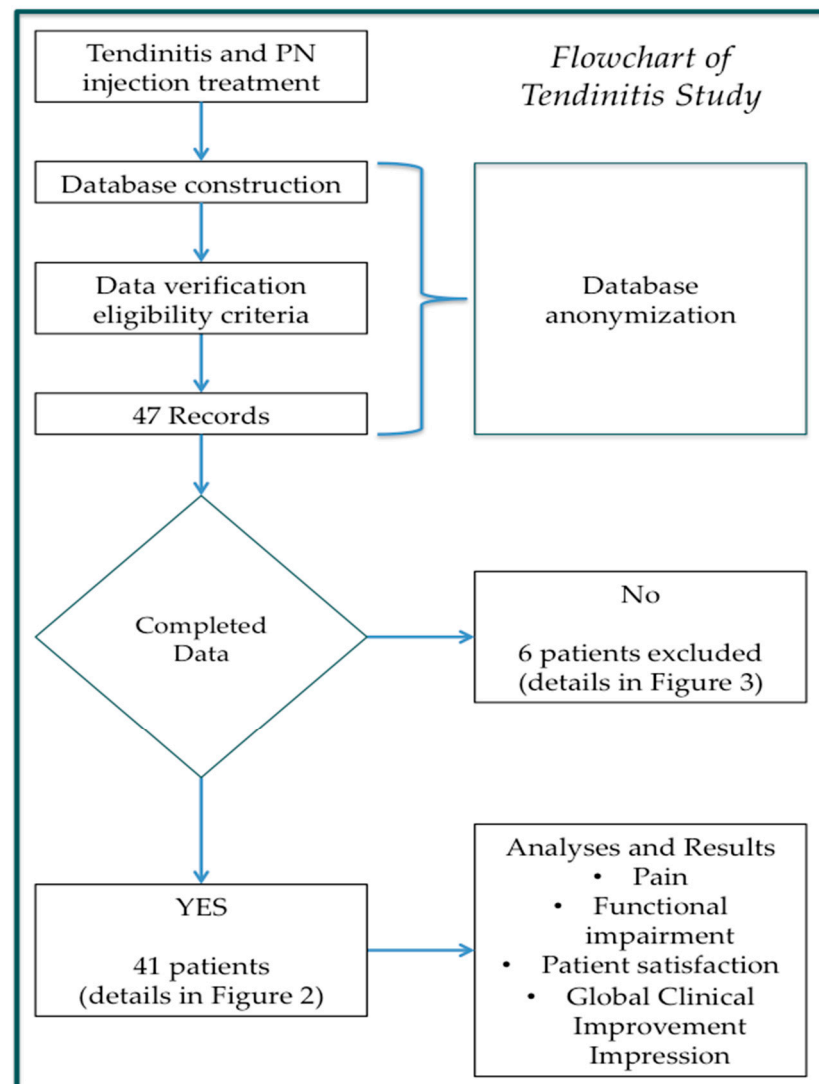 Tendinitis and PN
injection treatment
Flowchart of
Tendinitis Study
Database construction
Data verification
eligibility criteria
47 Records
Database
anonymization
Completed
Data
No
6 patients excluded
(details in Figure 3)
YES
41 patients
(details in Figure 2)
Analyses and Results
• Pain
• Functional
impairment
• Patient satisfaction
• Global Clinical
Improvement
Impression